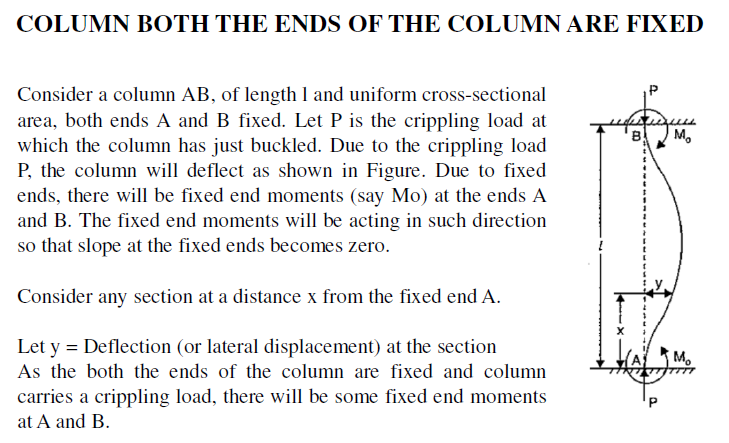 COLUMN BOTH THE ENDS OF THE COLUMN ARE FIXED
Consider a column AB, of length l and uniform cross-sectional
area, both ends A and B fixed. Let P is the crippling load at
which the column has just buckled. Due to the crippling load
P, the column will deflect as shown in Figure. Due to fixed
ends, there will be fixed end moments (say Mo) at the ends A
and B. The fixed end moments will be acting in such direction
so that slope at the fixed ends becomes zero.
Consider any section at a distance x from the fixed end A.
Let y = Deflection (or lateral displacement) at the section
As the both the ends of the column are fixed and column
carries a crippling load, there will be some fixed end moments
at A and B.
P
B
M₀
l
y
x
A
M₀
P